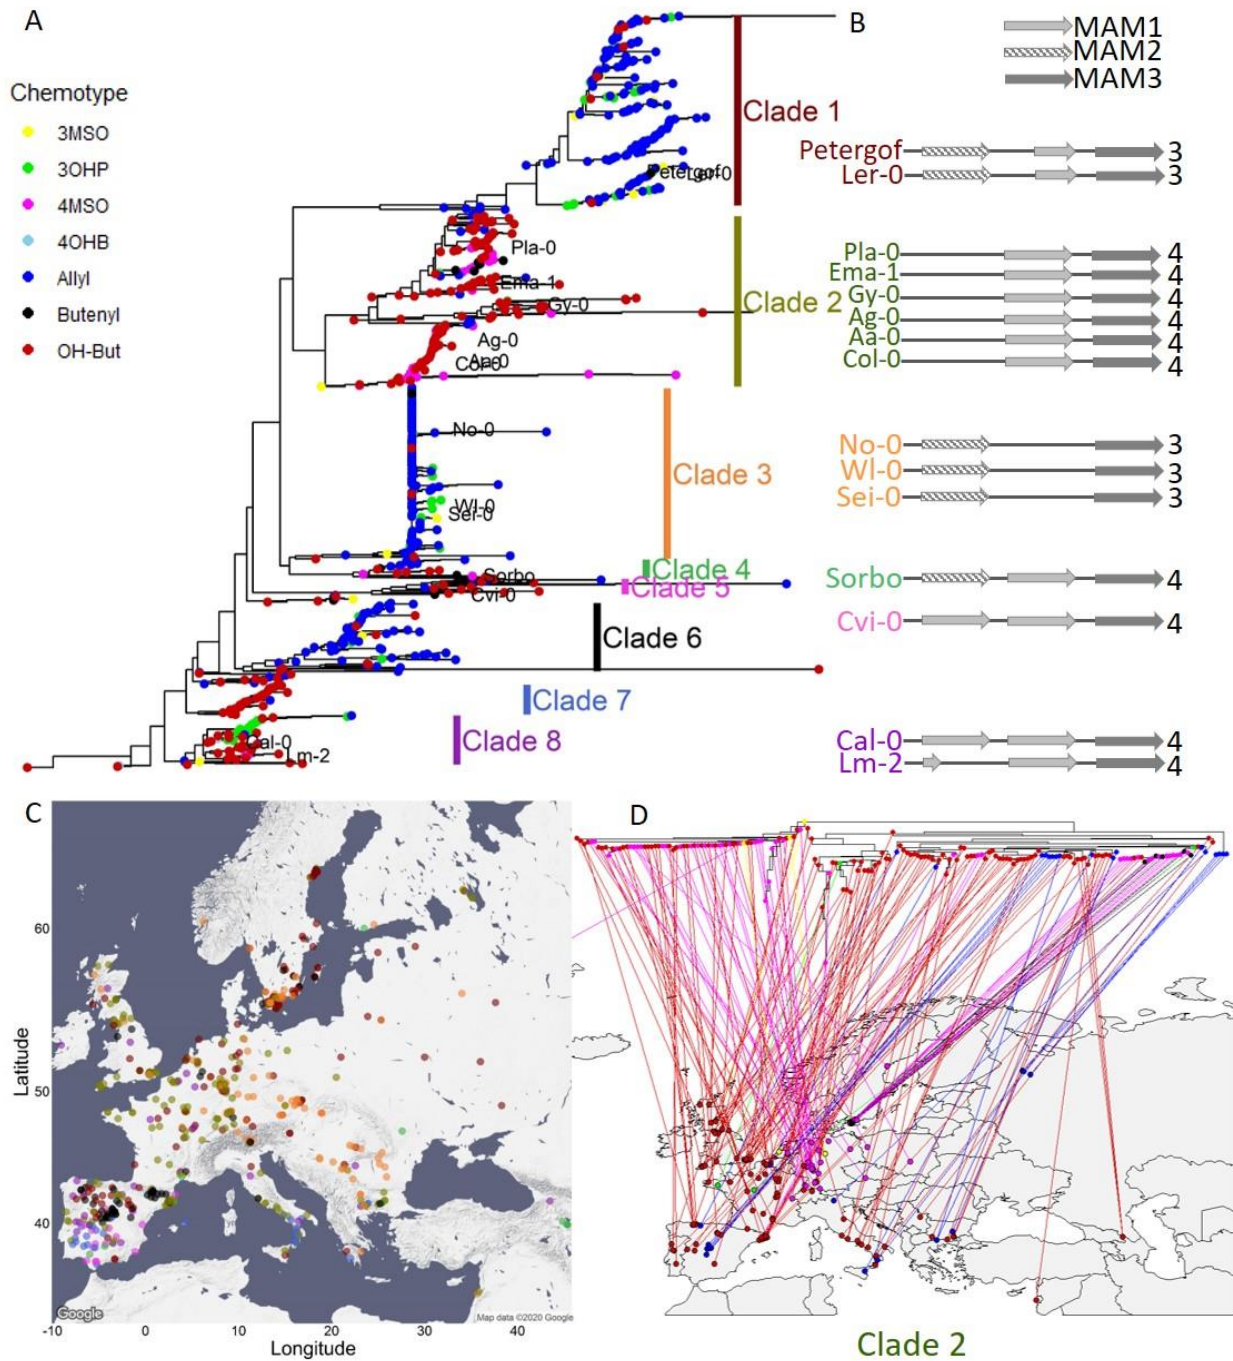 A
Chemotype
3MSO
3OHP
4MSO
4OHB
Allyl
Butenyl
OH-But
Petergof
Ler-0
Pla-0
Ema-1
Gy-0
Ag-0
Aa-0
Col-0
No-0
Wl-0
Sei-0
Sorbo
Cvi-0
Cal-0
Lm-2
Clade 1
Clade 2
Clade 3
Clade 4
Clade 5
Clade 6
Clade 7
Clade 8
B
MAM1
MAM2
MAM3
Petergof 3
Ler-0 3
Pla-0 4
Ema-1 4
Gy-0 4
Ag-0 4
Aa-0 4
Col-0 4
No-0 3
Wl-0 3
Sei-0 3
Sorbo 4
Cvi-0 4
Cal-0 4
Lm-2 4
C
Latitude
60
50
40
Google
Map data ©2020 Google
-10 0 10 20 30 40
Longitude
D
Clade 2